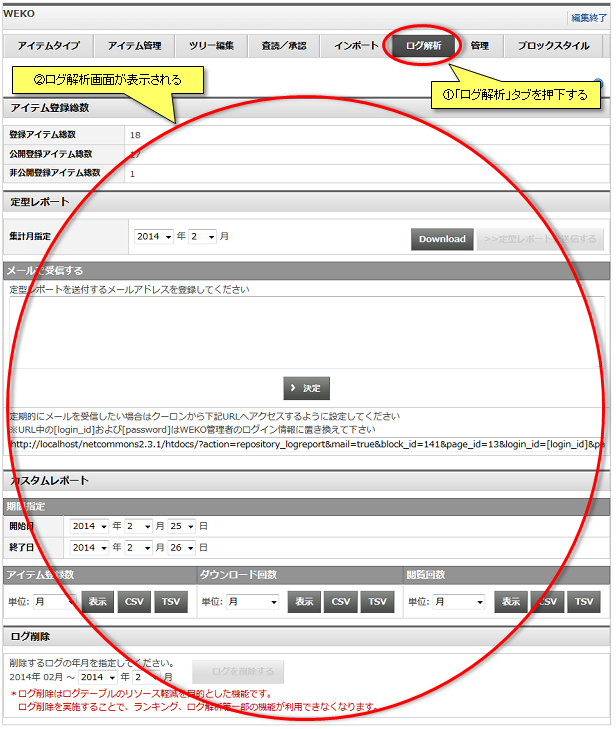 WEKO
編集終了
アイテムタイプ アイテム管理 ツリー編集 査読/承認 インポート ログ解析 管理 ブロックスタイル
②ログ解析画面が表示される
①「ログ解析」タブを押下する
アイテム登録総数
登録アイテム総数 18
公開登録アイテム総数 17
非公開登録アイテム総数 1
定型レポート
集計月指定 2014 年 2 月 Download >>定型レポートを送信する
メールで受信する
定型レポートを送付するメールアドレスを登録してください
決定
定期的にメールを受信したい場合はクーロンから下記URLへアクセスするように設定してください
※URL中の[login_id]および[password]はWEKO管理者のログイン情報に置き換えて下さい
http://localhost/netcommons2.3.1/htdocs/?action=repository_logreport&mail=true&block_id=141&page_id=13&login_id=[login_id]&pa
カスタムレポート
期間指定
開始日 2014 年 2 月 25 日
終了日 2014 年 2 月 26 日
アイテム登録数 ダウンロード回数 閲覧回数
単位: 月 表示 CSV TSV 単位: 月 表示 CSV TSV 単位: 月 表示 CSV TSV
ログ削除
削除するログの年月を指定してください。
2014年 02月 ～ 2014 年 2 月 ログを削除する
＊ログ削除はログテーブルのリソース軽減を目的とした機能です。
ログ削除を実施することで、ランキング、ログ解析等一部の機能が利用できなくなります。